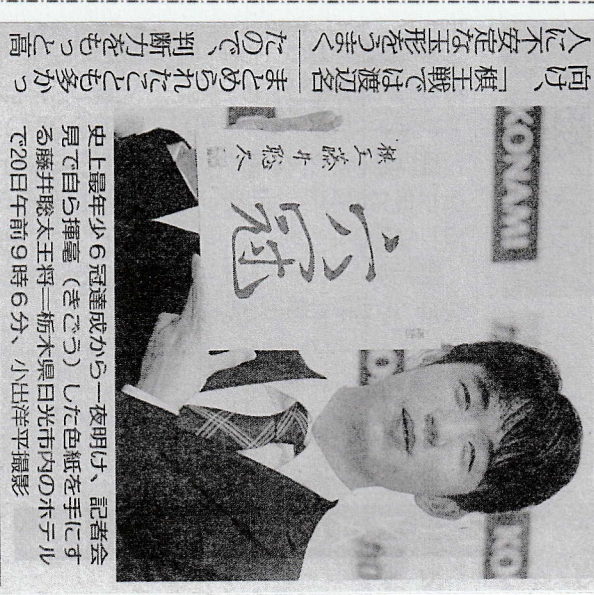 向け、「棋王戦では渡辺名
人に不安定な玉形をうまく
まとめられたことも多かっ
たので、判断力をもっと高
KONAMI
六冠
棋王 藤井聡太
KO
史上最年少6冠達成から一夜明け、記者会
見で自ら揮毫（きごう）した色紙を手にす
る藤井聡太王将＝栃木県日光市内のホテル
で20日午前9時6分、小出洋平撮影